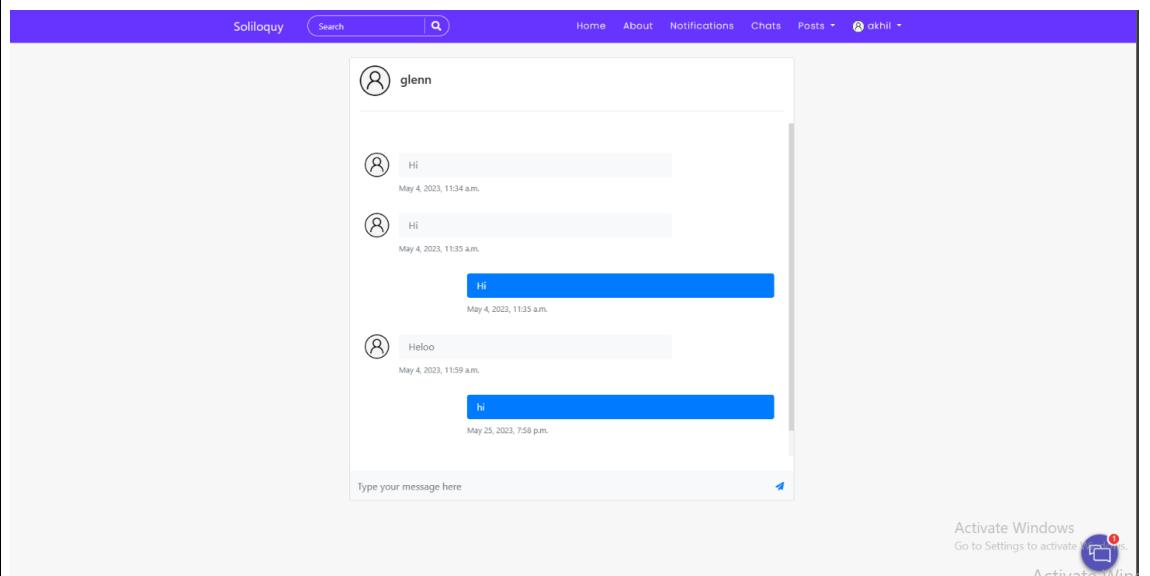 Soliloquy Search Home About Notifications Chats Posts akhil
glenn
Hi
May 4, 2023, 11:34 a.m.
Hi
May 4, 2023, 11:35 a.m.
Hi
May 4, 2023, 11:35 a.m.
Heloo
May 4, 2023, 11:59 a.m.
hi
May 25, 2023, 7:58 p.m.
Type your message here
Activate Windows
1
Go to Settings to activate
Activate